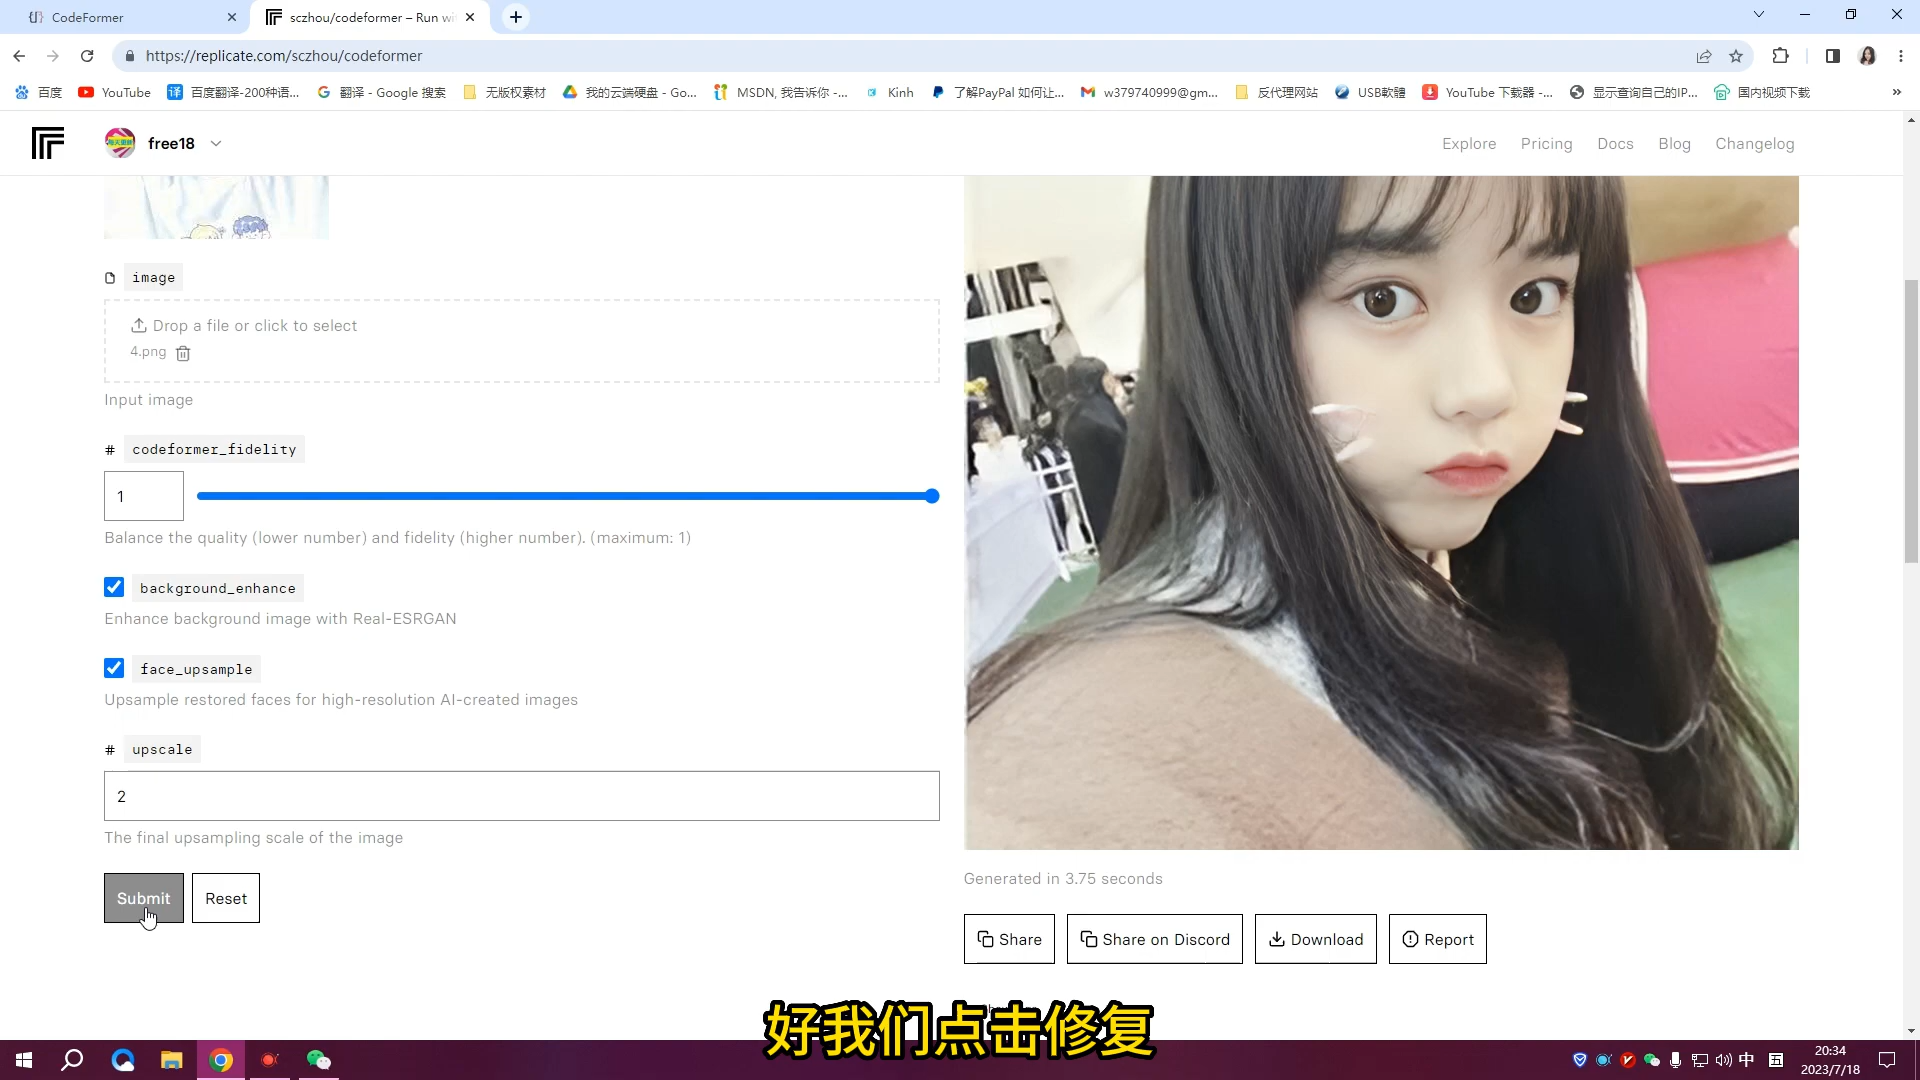 CodeFormer
sczhou/codeformer – Run wi
https://replicate.com/sczhou/codeformer
百度
YouTube
百度翻译-200种语...
翻译 - Google 搜索
无版权素材
我的云端硬盘 - Go...
MSDN, 我告诉你 -...
Kinh
了解PayPal 如何让...
w379740999@gm...
反代理网站
USB軟體
YouTube 下载器 -...
显示查询自己的IP...
国内视频下载
»
free18
Explore
Pricing
Docs
Blog
Changelog
image
Drop a file or click to select
4.png
Input image
# codeformer_fidelity
1
Balance the quality (lower number) and fidelity (higher number). (maximum: 1)
background_enhance
Enhance background image with Real-ESRGAN
face_upsample
Upsample restored faces for high-resolution AI-created images
# upscale
2
The final upsampling scale of the image
Submit
Reset
Generated in 3.75 seconds
Share
Share on Discord
Download
Report
好我们点击修复
中
20:34
2023/7/18